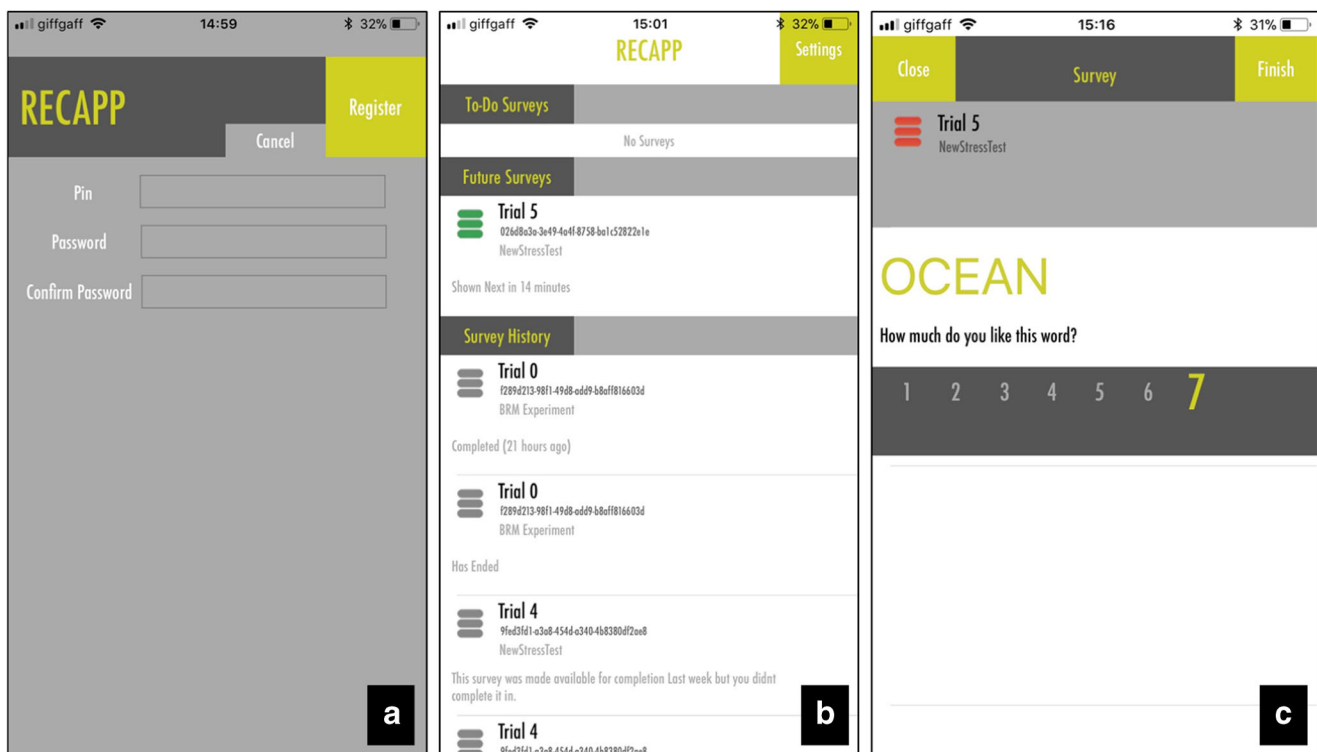 giffgaff 14:59 32%
RECAPP
Register
Cancel
Pin
Password
Confirm Password
a
giffgaff 15:01 32%
RECAPP
Settings
To-Do Surveys
No Surveys
Future Surveys
Trial 5
026d8a3a-3e49-4a4f-8758-ba1c52822e1e
NewStressTest
Shown Next in 14 minutes
Survey History
Trial 0
f289d213-98f1-49d8-add9-b8aff816603d
BRM Experiment
Completed (21 hours ago)
Trial 0
f289d213-98f1-49d8-add9-b8aff816603d
BRM Experiment
Has Ended
Trial 4
9fed3fd1-a3a8-454d-a340-4b8380df2ae8
NewStressTest
This survey was made available for completion Last week but you didnt
complete it in.
Trial 4
b
giffgaff 15:16 31%
Close Survey Finish
Trial 5
NewStressTest
OCEAN
How much do you like this word?
1 2 3 4 5 6 7
c